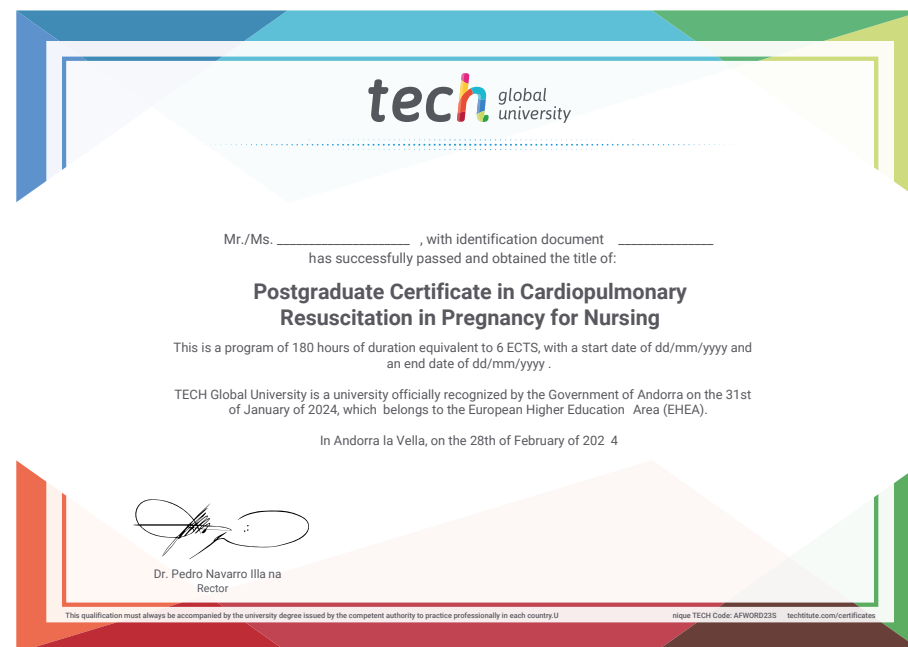 tech global university
Mr./Ms. _____________________ , with identification document _______________
has successfully passed and obtained the title of:
Postgraduate Certificate in Cardiopulmonary
Resuscitation in Pregnancy for Nursing
This is a program of 180 hours of duration equivalent to 6 ECTS, with a start date of dd/mm/yyyy and
an end date of dd/mm/yyyy .
TECH Global University is a university officially recognized by the Government of Andorra on the 31st
of January of 2024, which belongs to the European Higher Education Area (EHEA).
In Andorra la Vella, on the 28th of February of 202 4
Dr. Pedro Navarro Illa na
Rector
This qualification must always be accompanied by the university degree issued by the competent authority to practice professionally in each country.U nique TECH Code: AFWORD23S techtitute.com/certificates